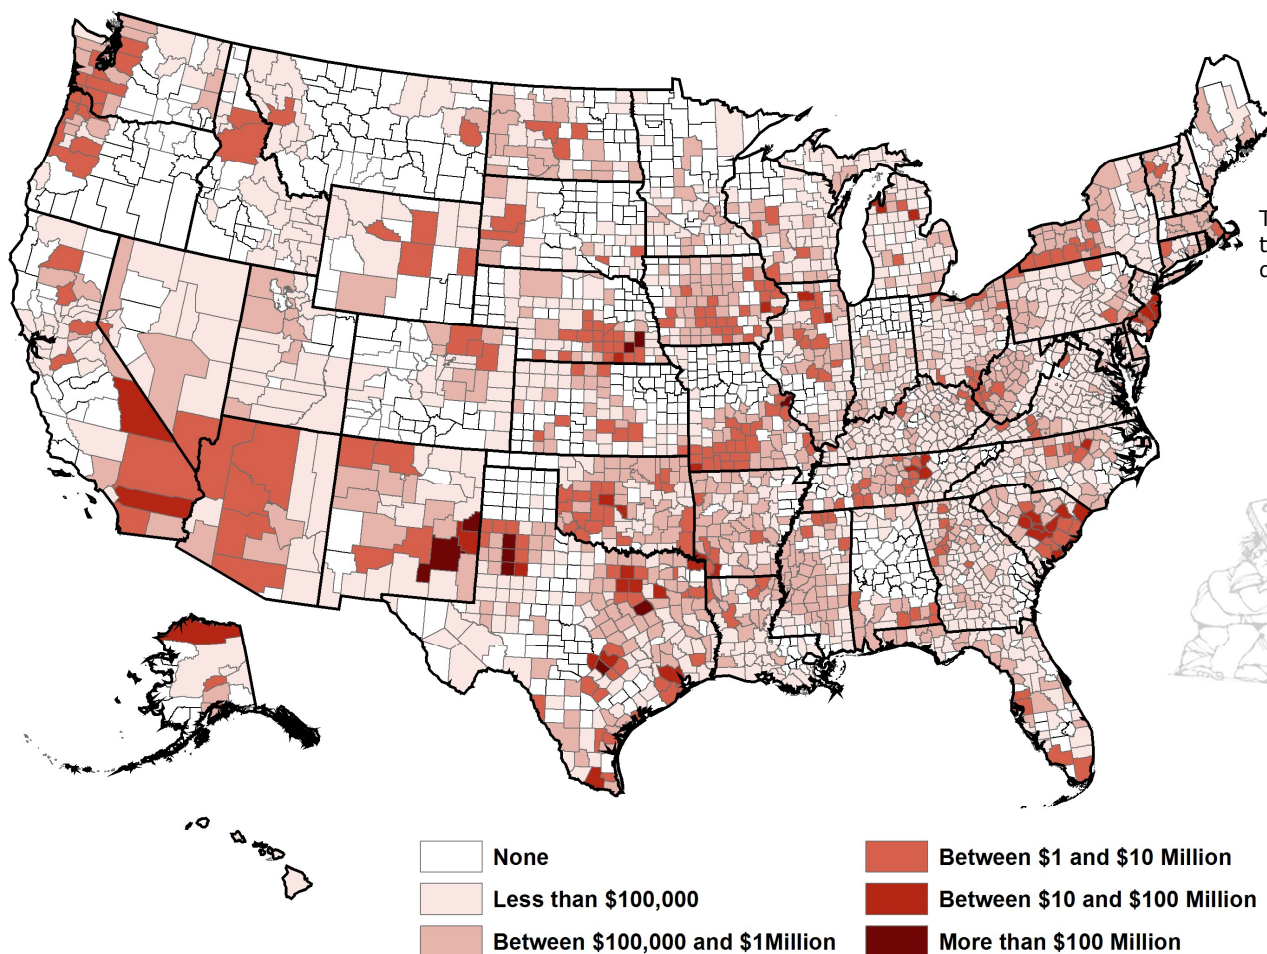 None
Less than $100,000
Between $100,000 and $1Million
Between $1 and $10 Million
Between $10 and $100 Million
More than $100 Million